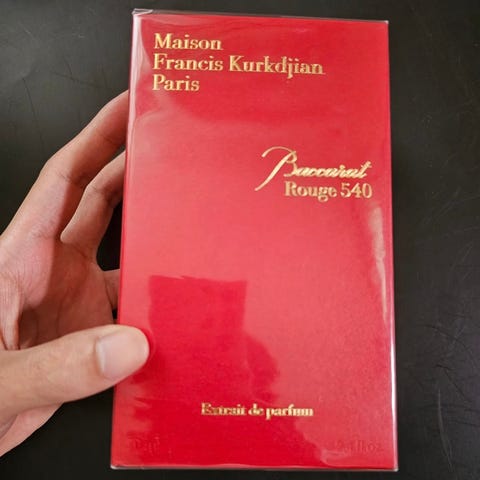 Maison
Francis Kurkdjian
Paris
Baccarat
Rouge 540
Extrait de parfum